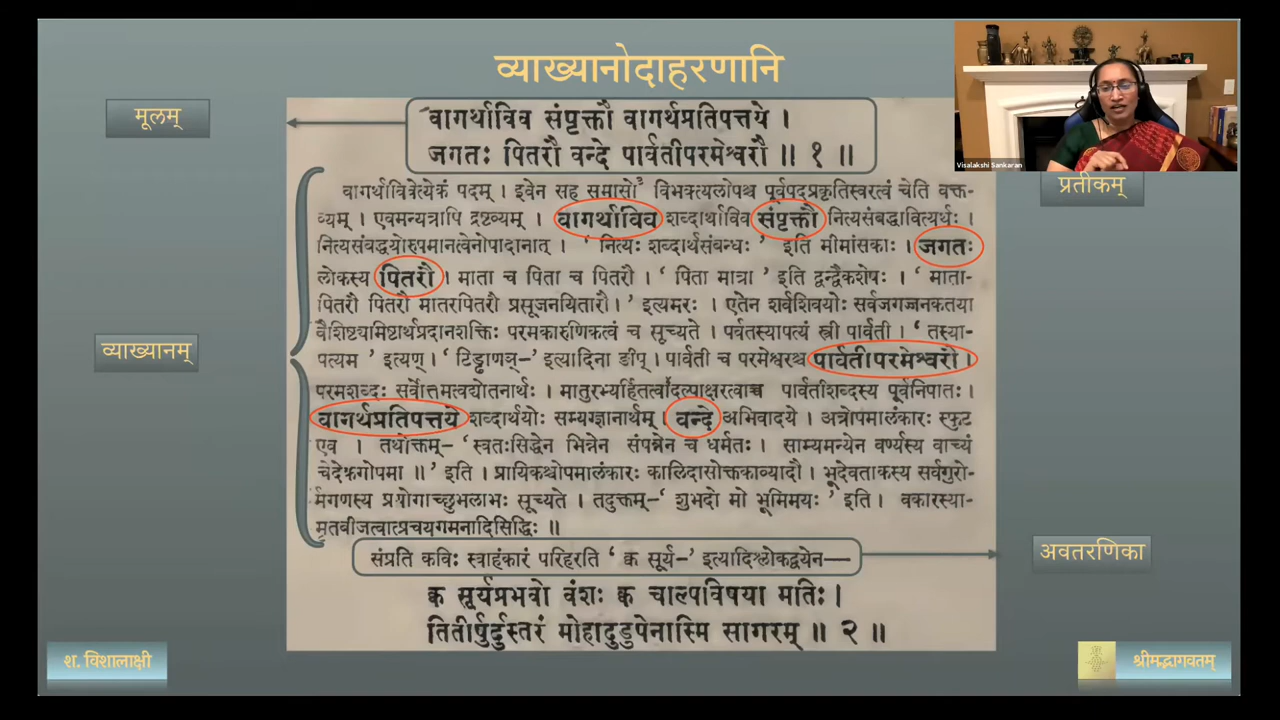 व्याख्यानोदाहरणानि
Visalakshi Sankaran
मूलम्
वागर्थाविव संपृक्तौ वागर्थप्रतिपत्तये ।
जगतः पितरौ वन्दे पार्वतीपरमेश्वरौ ॥ १ ॥
प्रतीकम्
वागर्थाविवेत्येकं पदम् । इवेन सह समासो विभक्त्यलोपश्च पूर्वपदप्रकृतिस्वरत्वं चेति वक्त-
व्यम् । एवमन्यत्रापि द्रष्टव्यम् । वागर्थाविव शब्दार्थाविव संपृक्तौ नित्यसंबद्धावित्यर्थः ।
नित्यसंबद्धयोरुपमानत्वेनोपादानात् । ‘ नित्यः शब्दार्थसंबन्धः ’ इति मीमांसकाः । जगतः
लोकस्य पितरौ । माता च पिता च पितरौ । ‘ पिता मात्रा ’ इति द्वन्द्वैकशेषः । ‘ माता-
पितरौ पितरौ मातरपितरौ प्रसूजनयितारौ । ’ इत्यमरः । एतेन शर्वशिवयोः सर्वजगज्जनकतया
वैशिष्ट्यमिष्टार्थप्रदानशक्तिः परमकारुणिकत्वं च सूच्यते । पर्वतस्यापत्यं स्त्री पार्वती । ‘ तस्या-
पत्यम ’ इत्यण् । ‘ टिड्ढाणञ्-’ इत्यादिना ङीप् । पार्वती च परमेश्वरश्च पार्वतीपरमेश्वरौ ।
परमशब्दः सर्वोत्तमत्वद्योतनार्थः । मातुरभ्यर्हितत्वादल्पाक्षरत्वाच्च पार्वतीशब्दस्य पूर्वनिपातः ।
वागर्थप्रतिपत्तये शब्दार्थयोः सम्यग्ज्ञानार्थम् । वन्दे अभिवादये । अत्रोपमालंकारः स्फुट
एव । तथोक्तम्- ‘ स्वतःसिद्धेन भिन्नेन संपन्नेन च धर्मतः । साम्यमन्येन वर्ण्यस्य वाच्यं
चेदेकगोपमा ॥ ’ इति । प्रायिकश्चोपमालंकारः कालिदासोक्तकाव्यादौ । भूदेवताकस्य सर्वगुरो-
र्मगणस्य प्रयोगाच्छुभलाभः सूच्यते । तदुक्तम्-‘ शुभदो मो भूमिमयः ’ इति । वकारस्या-
मृतबीजत्वात्प्रचयगमनादिसिद्धिः ॥
व्याख्यानम्
संप्रति कविः स्वाहंकारं परिहरति ‘ क्व सूर्य-’ इत्यादिश्लोकद्वयेन—
अवतरणिका
क्व सूर्यप्रभवो वंशः क्व चाल्पविषया मतिः ।
तितीर्षुर्दुस्तरं मोहादुडुपेनास्मि सागरम् ॥ २ ॥
श. विशालाक्षी
श्रीमद्भागवतम्